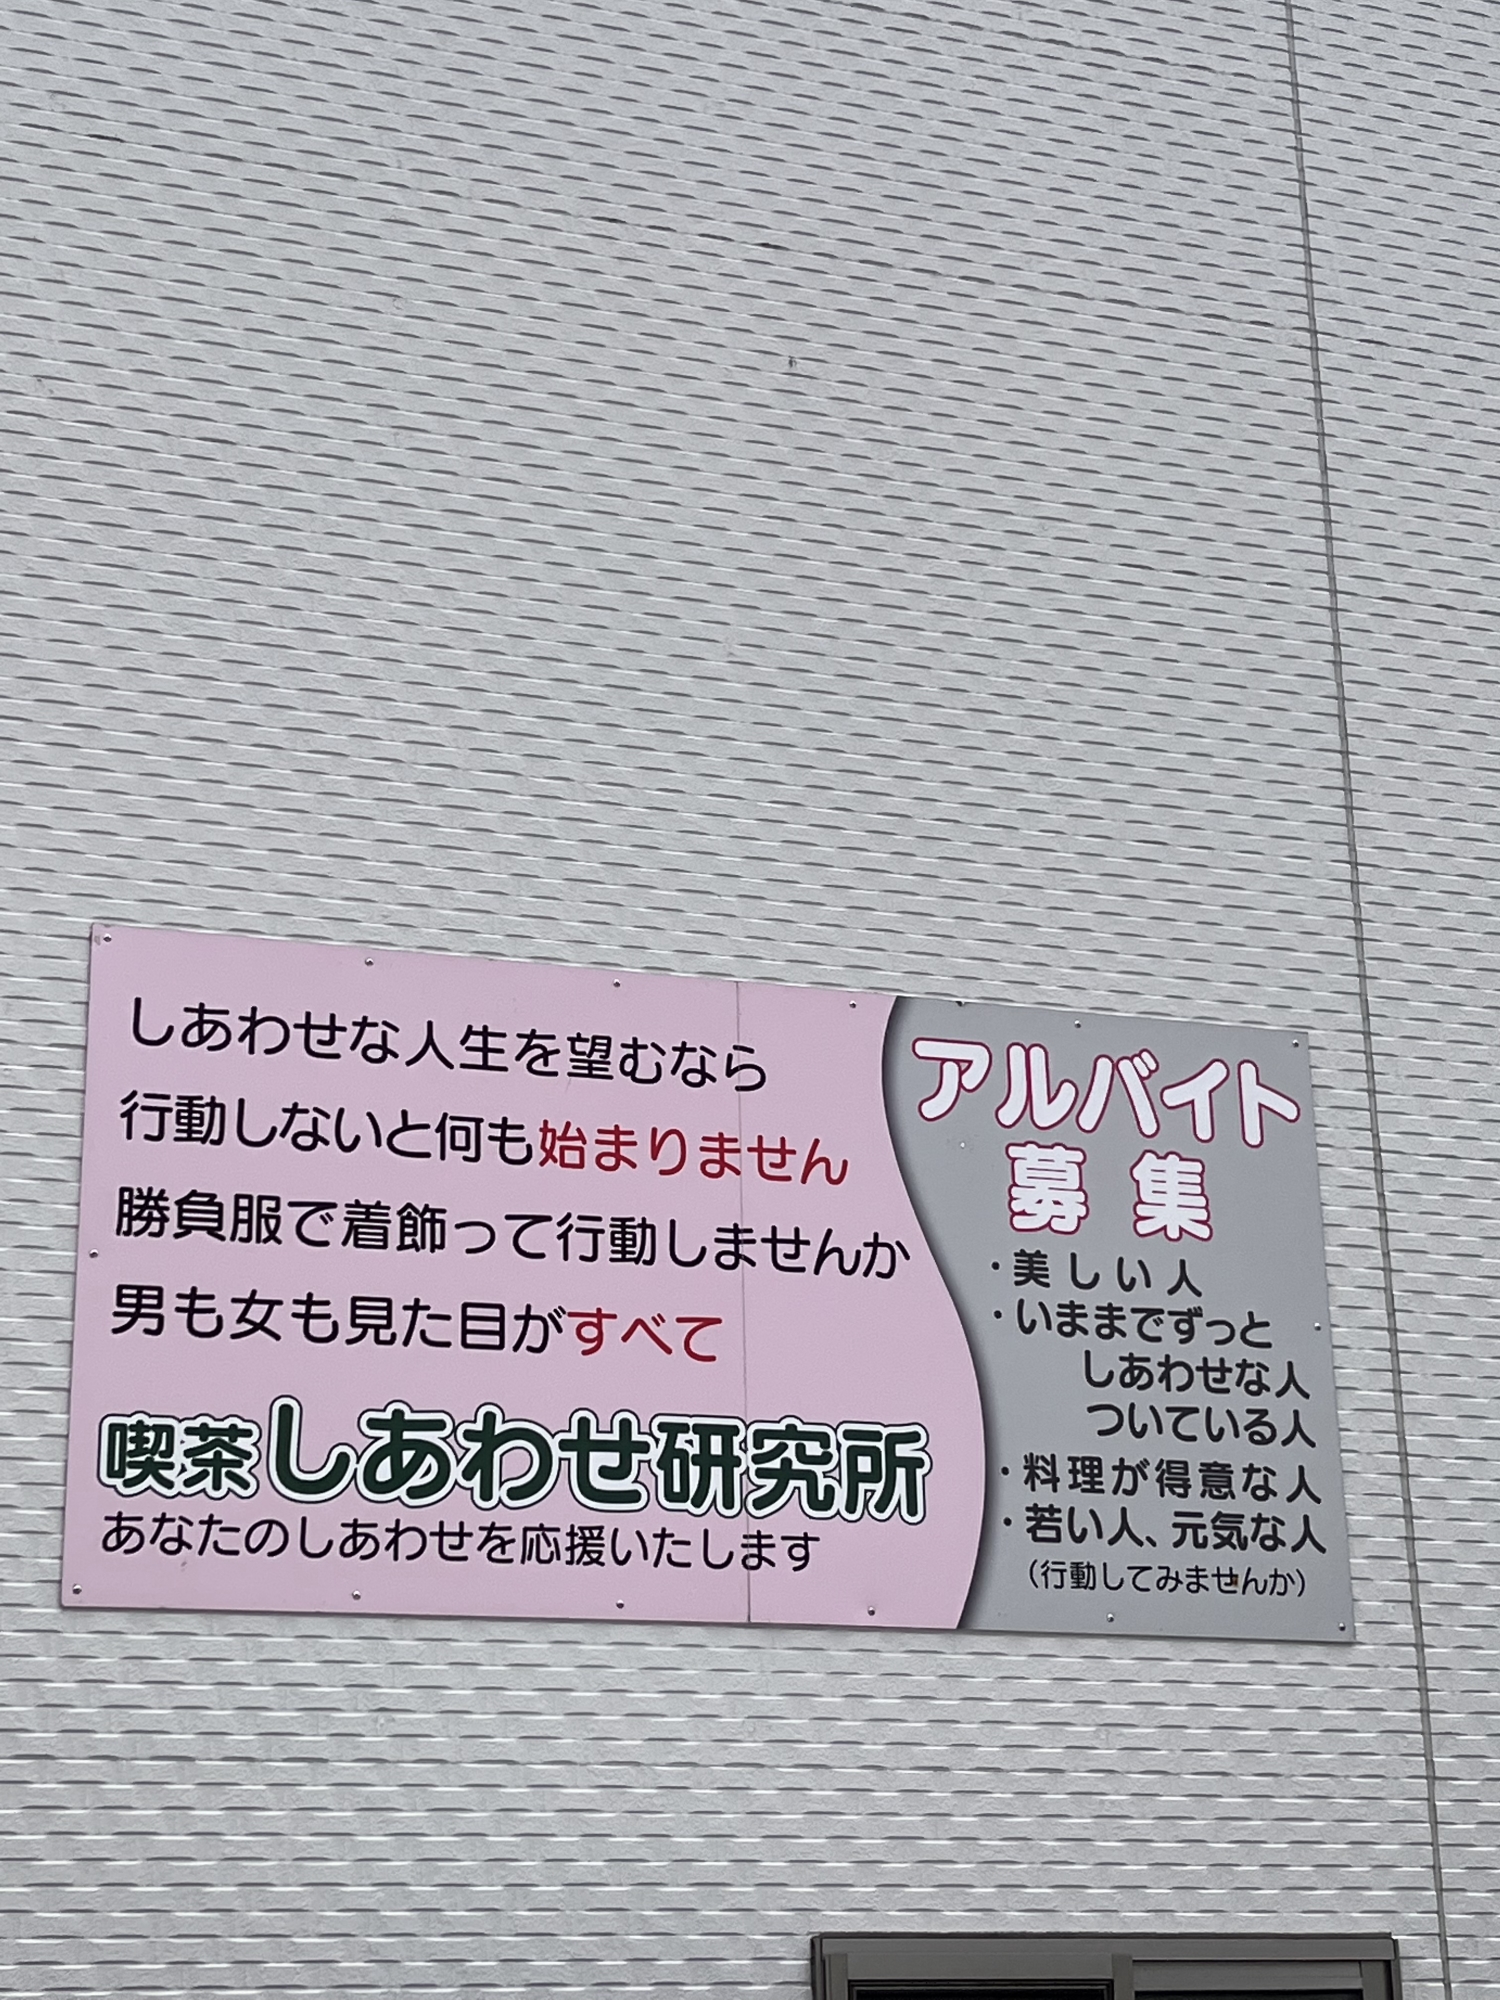 しあわせな人生を望むなら
行動しないと何も始まりません
勝負服で着飾って行動しませんか
男も女も見た目がすべて
喫茶しあわせ研究所
あなたのしあわせを応援いたします
アルバイト
募集
・美しい人
・いままでずっと
しあわせな人
ついている人
・料理が得意な人
・若い人、元気な人
（行動してみませんか）